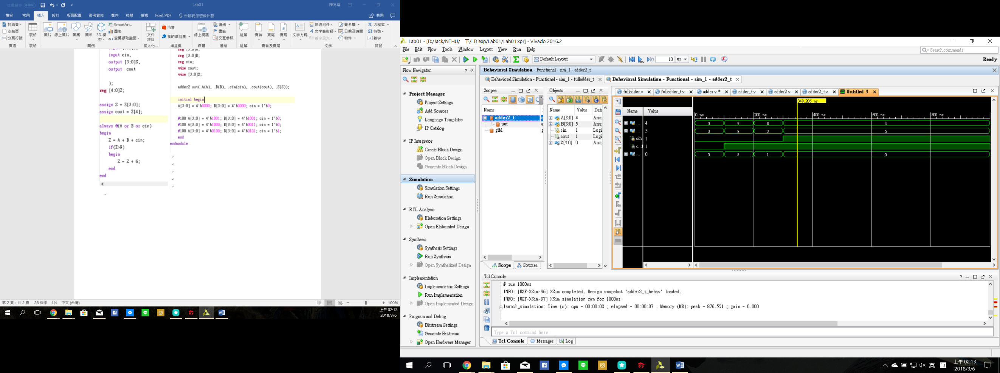 自動儲存
Lab01
陳兆廷
檔案 常用 插入 設計 版面配置 參考資料 郵件 校閱 檢視 Foxit PDF 告訴我您想做什麼 共用
封面頁 空白頁 分頁符號 頁面
表格 表格
圖片 線上圖片 圖案 圖示 3D 模型 SmartArt... 圖表 螢幕擷取畫面 圖例
文件項目 個人化...
市集 我的增益集 增益集
線上視訊 媒體
連結 書籤 交互參照 連結
註解 註解
頁首 頁尾 頁碼 頁首及頁尾
文字方塊 快速組件 文字藝術師 首字放大 簽名欄 日期及時間 物件 文字
方程式 符號 數字 符號
input cin,
output [3:0]S,
output cout
);
reg [4:0]Z;
assign S = Z[3:0];
assign cout = Z[4];
always @(A or B or cin)
begin
Z = A + B + cin;
if(Z>9)
begin
Z = Z + 6;
end
end
reg [3:0]A;
reg [3:0]B;
reg cin;
wire cout;
wire [3:0]S;
adder2 uut(.A(A), .B(B), .cin(cin), .cout(cout), .S(S));
initial begin
A[3:0] = 4'b0000; B[3:0] = 4'b0000; cin = 1'b0;
#100 A[3:0] = 4'b1001; B[3:0] = 4'b1001; cin = 1'b0;
#100 A[3:0] = 4'b1000; B[3:0] = 4'b0011; cin = 1'b0;
#100 A[3:0] = 4'b0100; B[3:0] = 4'b0101; cin = 1'b1;
end
endmodule
第 2 頁，共 2 頁 28 個字 中文 (台灣) 100%
上午 02:13
2018/3/6
Lab01 - [D:/Jack/NTHU/一下/LD exp/Lab01/Lab01.xpr] - Vivado 2016.2
File Edit Flow Tools Window Layout View Run Help
Search commands
Default Layout 10 us Ready
Flow Navigator
Project Manager
Project Settings
Add Sources
Language Templates
IP Catalog
IP Integrator
Create Block Design
Open Block Design
Generate Block Design
Simulation
Simulation Settings
Run Simulation
RTL Analysis
Elaboration Settings
Open Elaborated Design
Synthesis
Synthesis Settings
Run Synthesis
Open Synthesized Design
Implementation
Implementation Settings
Run Implementation
Open Implemented Design
Program and Debug
Bitstream Settings
Generate Bitstream
Open Hardware Manager
Behavioral Simulation - Functional - sim_1 - adder2_t
Behavioral Simulation - Functional - sim_1 - fulladder_t
Behavioral Simulation - Functional - sim_1 - adder2_t
Scopes
Name
adder2_t
uut
glbl
Scope Sources
Objects
Name Value Data
A[3:0] 4 Array
B[3:0] 5 Array
cin 1 Logi
cout 1 Logi
S[3:0] 0 Array
fulladder.v fulladder_t.v adder.v * adder_t.v adder2.v adder2_t.v Untitled 3
349.206 ns
Name Value
0 ns 200 ns 400 ns 600 ns 800 ns
... 4 0 9 8 4
... 5 0 9 3 5
cin 1
c...t 1
... 0 0 8 1 0
Tcl Console
# run 1000ns
INFO: [USF-XSim-96] XSim completed. Design snapshot 'adder2_t_behav' loaded.
INFO: [USF-XSim-97] XSim simulation ran for 1000ns
launch_simulation: Time (s): cpu = 00:00:02 ; elapsed = 00:00:07 . Memory (MB): peak = 876.551 ; gain = 0.000
Type a Tcl command here
Tcl Console Messages Log
英
上午 02:13
2018/3/6